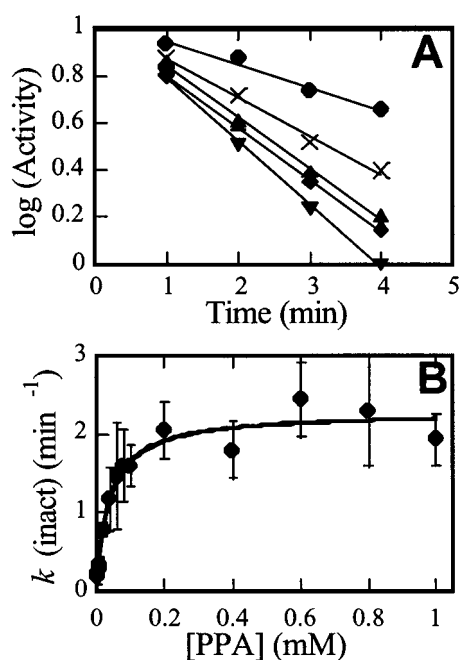 A
log (Activity)
1
0.8
0.6
0.4
0.2
0
0 1 2 3 4 5
Time (min)
B
k (inact) (min⁻¹)
3
2
1
0
0 0.2 0.4 0.6 0.8 1
[PPA] (mM)